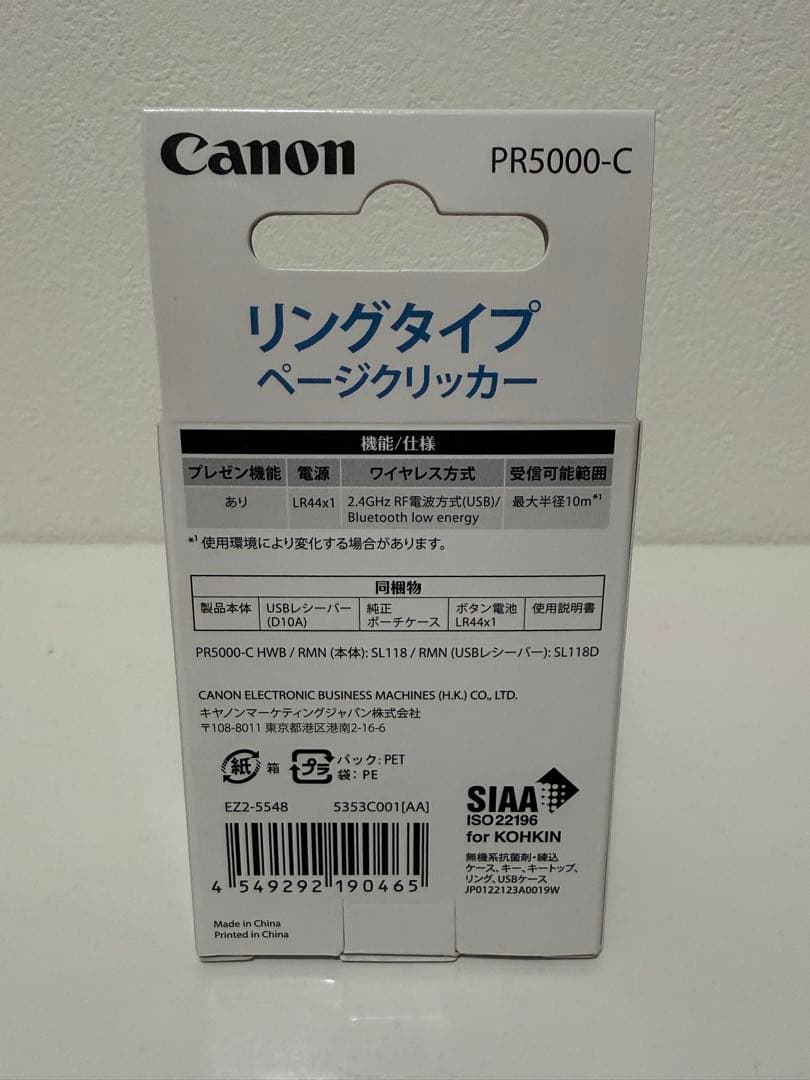 Canon PR5000-C
リングタイプ
ページクリッカー
機能/仕様
プレゼン機能 電源 ワイヤレス方式 受信可能範囲
あり LR44x1 2.4GHz RF電波方式(USB)/ 最大半径10m*1
Bluetooth low energy
*1 使用環境により変化する場合があります。
同梱物
製品本体 USBレシーバー 純正 ボタン電池 使用説明書
(D10A) ポーチケース LR44x1
PR5000-C HWB / RMN (本体): SL118 / RMN (USBレシーバー): SL118D
CANON ELECTRONIC BUSINESS MACHINES (H.K.) CO., LTD.
キヤノンマーケティングジャパン株式会社
〒108-8011 東京都港区港南2-16-6
紙 箱 プラ パック: PET
袋: PE
EZ2-5548 5353C001[AA]
4 549292 190465
SIAA
ISO 22196
for KOHKIN
無機系抗菌剤・練込
ケース、キー、キートップ、
リング、USBケース
JP0122123A0019W
Made in China
Printed in China